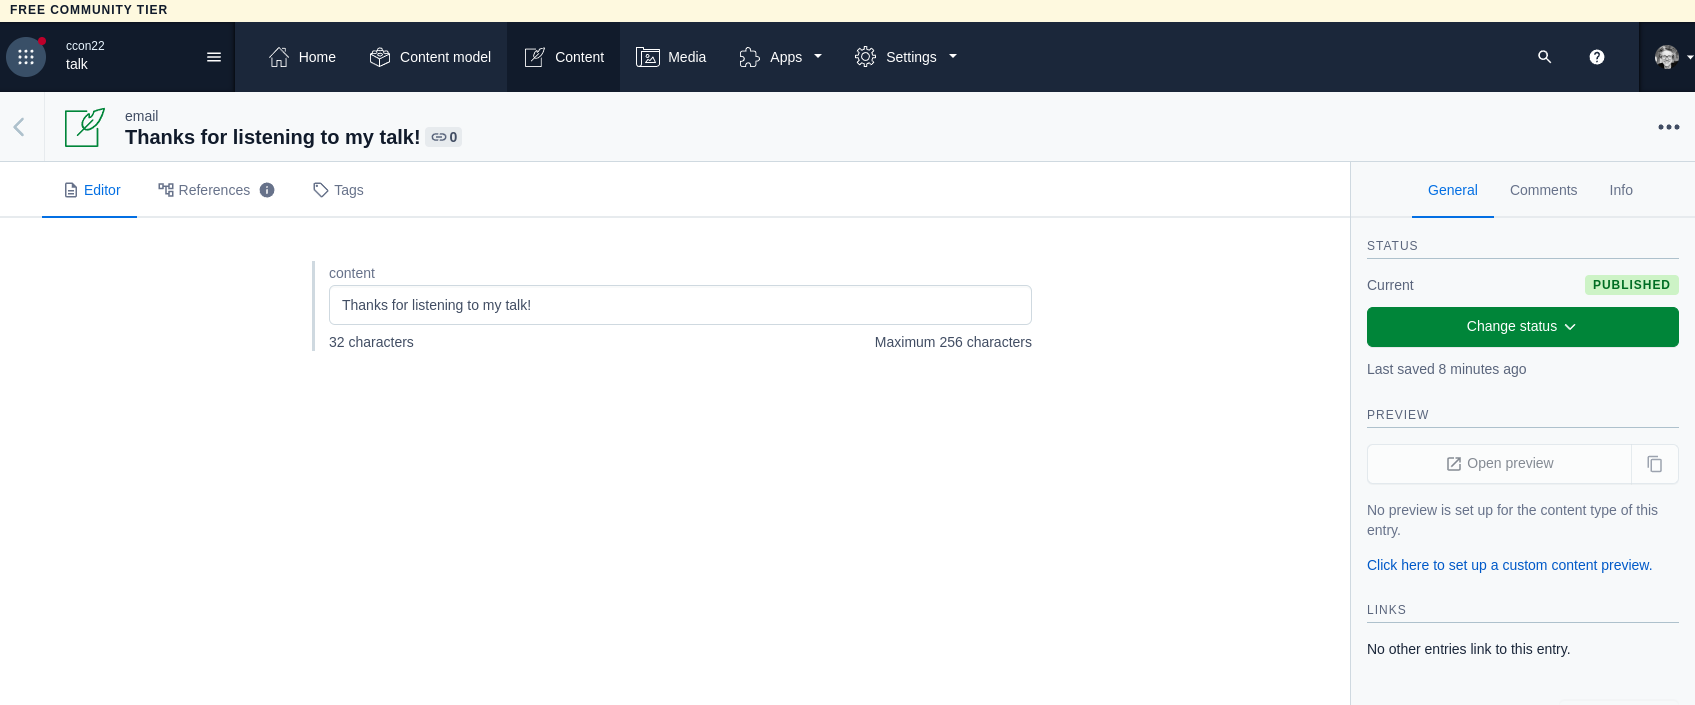 FREE COMMUNITY TIER
ccon22
talk
Home
Content model
Content
Media
Apps
Settings
email
Thanks for listening to my talk! 0
Editor
References
Tags
General
Comments
Info
content
Thanks for listening to my talk!
32 characters
Maximum 256 characters
STATUS
Current
PUBLISHED
Change status
Last saved 8 minutes ago
PREVIEW
Open preview
No preview is set up for the content type of this
entry.
Click here to set up a custom content preview.
LINKS
No other entries link to this entry.